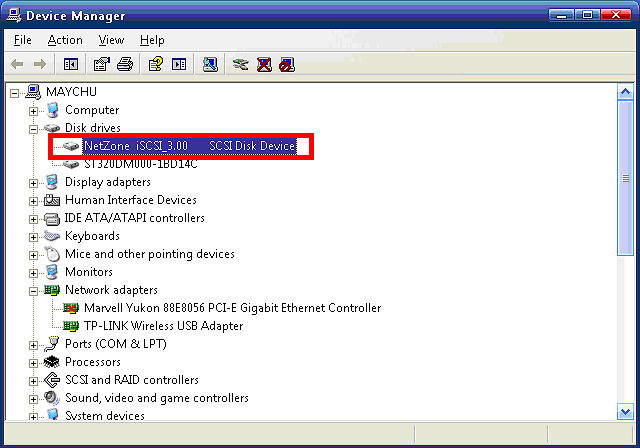 Device Manager
File Action View Help
MAYCHU
Computer
Disk drives
NetZone iSCSI_3.00 SCSI Disk Device
ST320DM000-1BD14C
Display adapters
Human Interface Devices
IDE ATA/ATAPI controllers
Keyboards
Mice and other pointing devices
Monitors
Network adapters
Marvell Yukon 88E8056 PCI-E Gigabit Ethernet Controller
TP-LINK Wireless USB Adapter
Ports (COM & LPT)
Processors
SCSI and RAID controllers
Sound, video and game controllers
System devices